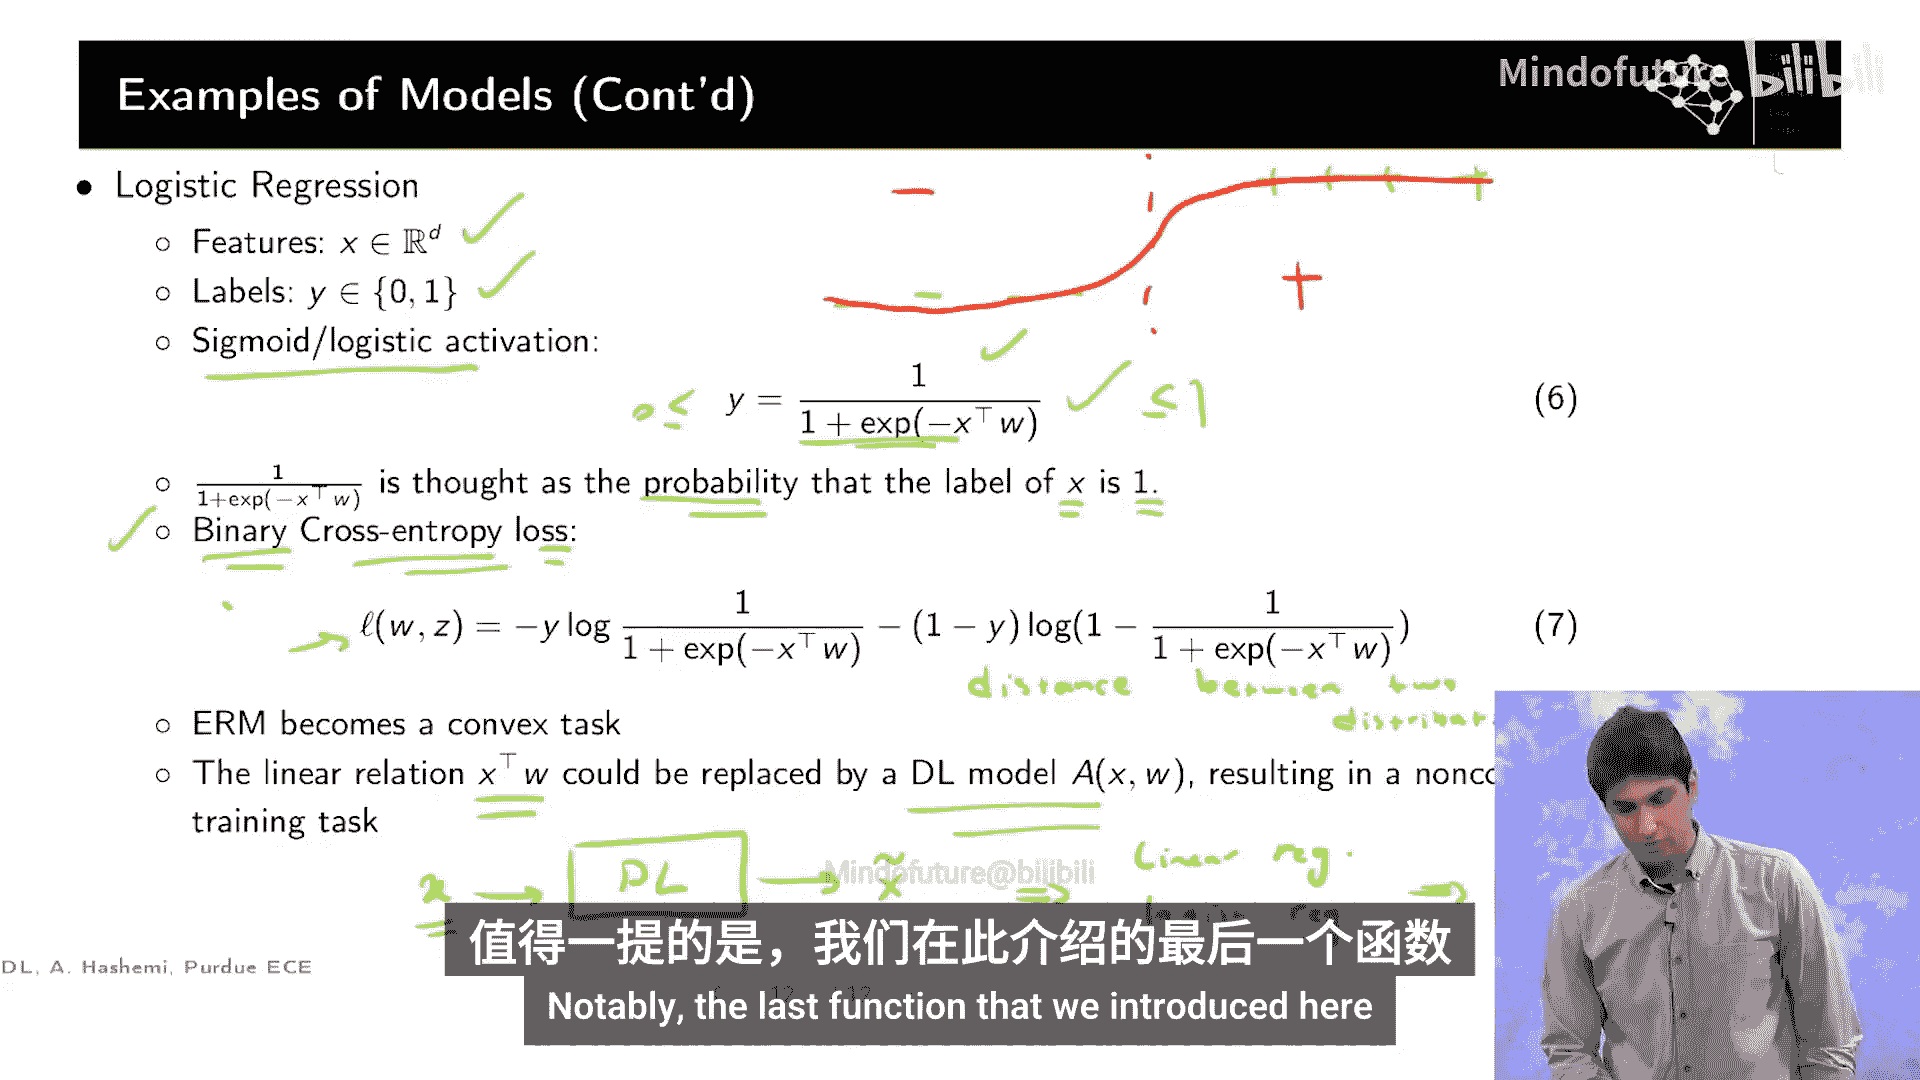 Examples of Models (Cont'd)
Mindofuture
bilibili
• Logistic Regression
○ Features: x ∈ ℝ^d
○ Labels: y ∈ {0, 1}
○ Sigmoid/logistic activation:
− +
0 ≤ y = 1 / (1 + exp(−x^⊤ w)) ≤ 1 (6)
○ 1 / (1+exp(−x^⊤ w)) is thought as the probability that the label of x is 1.
○ Binary Cross-entropy loss:
ℓ(w, z) = −y log 1 / (1 + exp(−x^⊤ w)) − (1 − y) log(1 − 1 / (1 + exp(−x^⊤ w))) (7)
distance between two
distribut
○ ERM becomes a convex task
○ The linear relation x^⊤ w could be replaced by a DL model A(x, w), resulting in a nonco
training task
x → DL → x̃ ⇒ Linear reg. →
Mindofuture@bilibili
值得一提的是，我们在此介绍的最后一个函数
DL, A. Hashemi, Purdue ECE
Notably, the last function that we introduced here